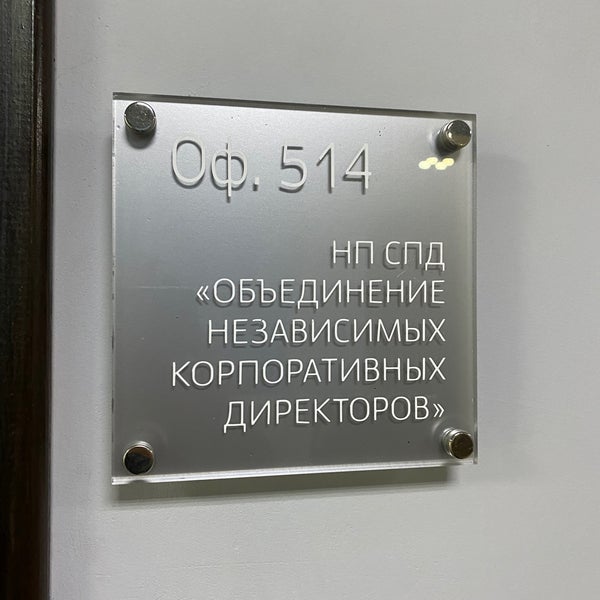 Оф. 514
НП СПД
«ОБЪЕДИНЕНИЕ
НЕЗАВИСИМЫХ
КОРПОРАТИВНЫХ
ДИРЕКТОРОВ»